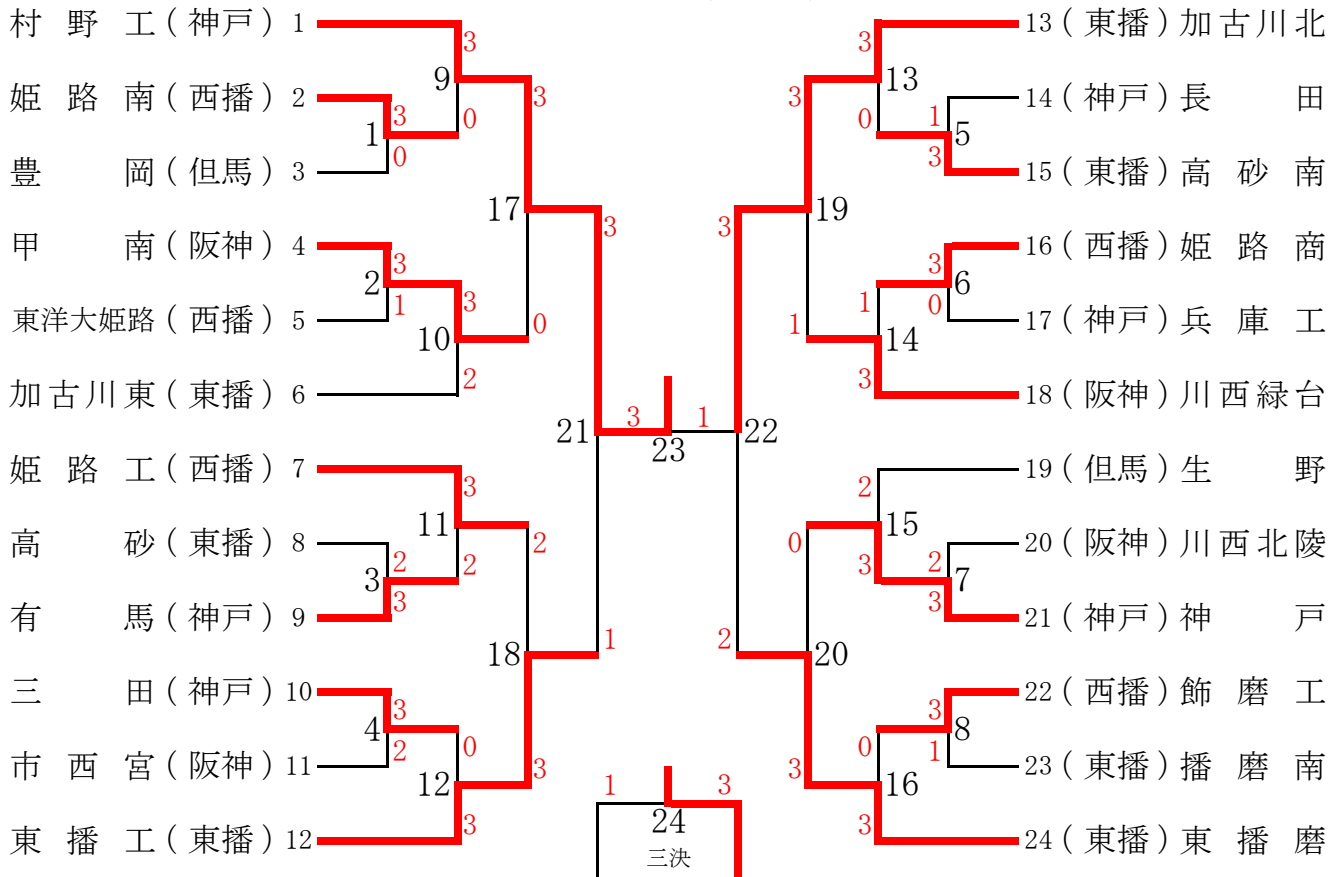 村野工(神戸) 1
姫路南(西播) 2
豊岡(但馬) 3
甲南(阪神) 4
東洋大姫路(西播) 5
加古川東(東播) 6
姫路工(西播) 7
高砂(東播) 8
有馬(神戸) 9
三田(神戸) 10
市西宮(阪神) 11
東播工(東播) 12
3
9
0
3
1
0
3
2
1
3
10
2
3
17
0
3
11
2
2
3
3
3
4
2
0
12
3
2
18
3
3
21
1
3
23
1
1
24
3
三決
3
22
2
3
19
1
3
20
0
3
13
0
1
5
3
3
6
0
1
14
3
2
15
3
2
7
3
3
8
1
0
16
3
13(東播)加古川北
14(神戸)長田
15(東播)高砂南
16(西播)姫路商
17(神戸)兵庫工
18(阪神)川西緑台
19(但馬)生野
20(阪神)川西北陵
21(神戸)神戸
22(西播)飾磨工
23(東播)播磨南
24(東播)東播磨